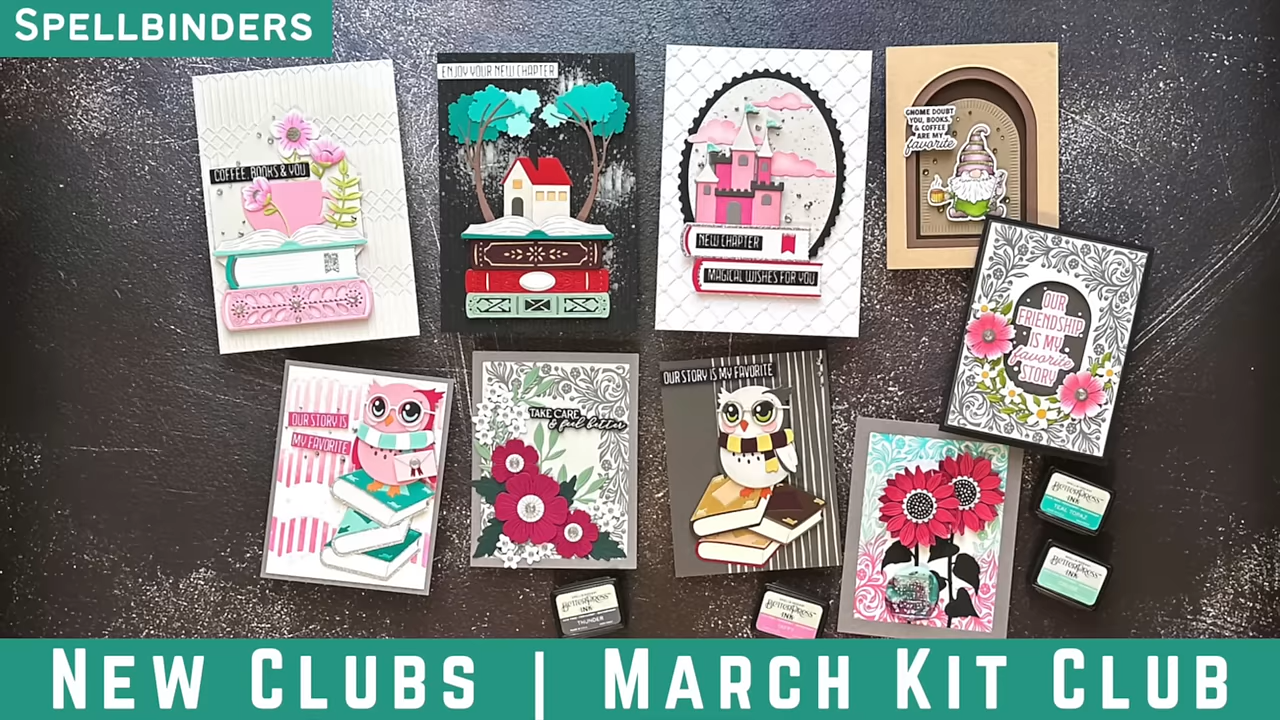 SPELLBINDERS
COFFEE, BOOKS & YOU
ENJOY YOUR NEW CHAPTER
NEW CHAPTER
MAGICAL WISHES FOR YOU
GNOME DOUBT
YOU, BOOKS,
& COFFEE
ARE MY
favorite
OUR
FRIENDSHIP
IS MY
favorite
STORY
OUR STORY IS
MY FAVORITE
TAKE CARE
& feel better
OUR STORY IS MY FAVORITE
BETTERPRESS
INK
TEAL TOPAZ
BETTERPRESS
INK
BETTERPRESS
INK
THUNDER
BETTERPRESS
INK
NEW CLUBS | MARCH KIT CLUB